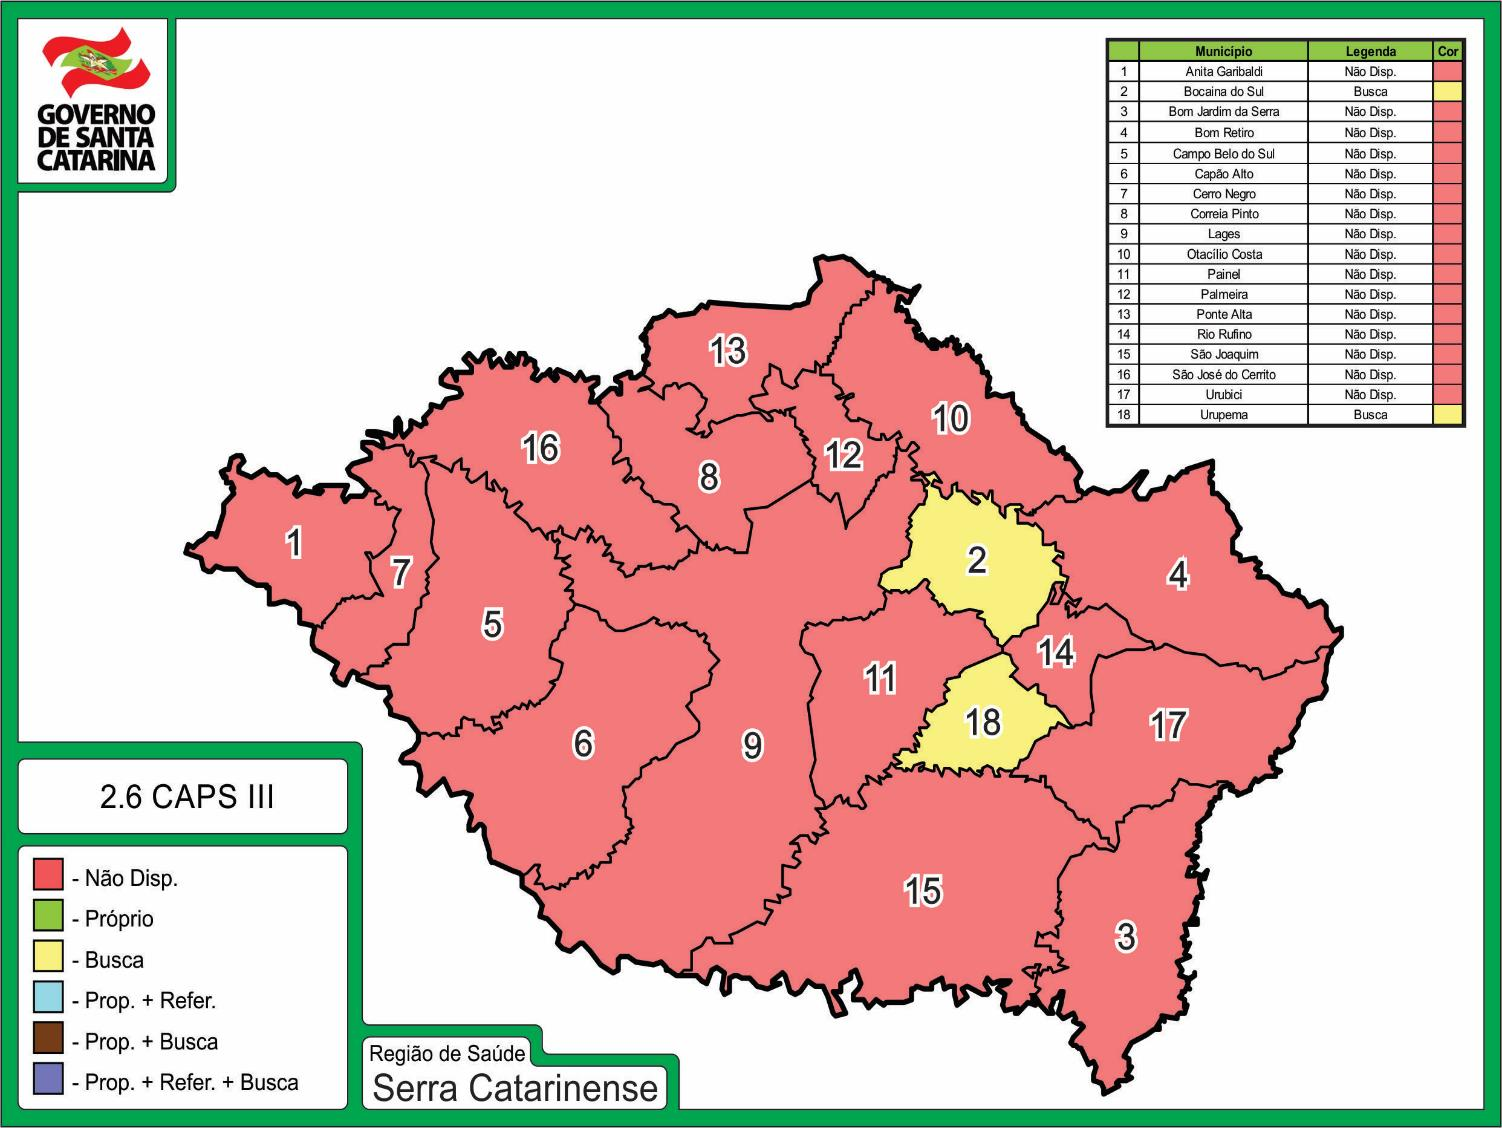 GOVERNO
DE SANTA
CATARINA
Município Legenda Cor
1 Anita Garibaldi Não Disp.
2 Bocaina do Sul Busca
3 Bom Jardim da Serra Não Disp.
4 Bom Retiro Não Disp.
5 Campo Belo do Sul Não Disp.
6 Capão Alto Não Disp.
7 Cerro Negro Não Disp.
8 Correia Pinto Não Disp.
9 Lages Não Disp.
10 Otacílio Costa Não Disp.
11 Painel Não Disp.
12 Palmeira Não Disp.
13 Ponte Alta Não Disp.
14 Rio Rufino Não Disp.
15 São Joaquim Não Disp.
16 São José do Cerrito Não Disp.
17 Urubici Não Disp.
18 Urupema Busca
13
10
16
12
8
1
2
7
4
5
14
11
18
17
6
9
15
3
2.6 CAPS III
- Não Disp.
- Próprio
- Busca
- Prop. + Refer.
- Prop. + Busca
- Prop. + Refer. + Busca
Região de Saúde
Serra Catarinense